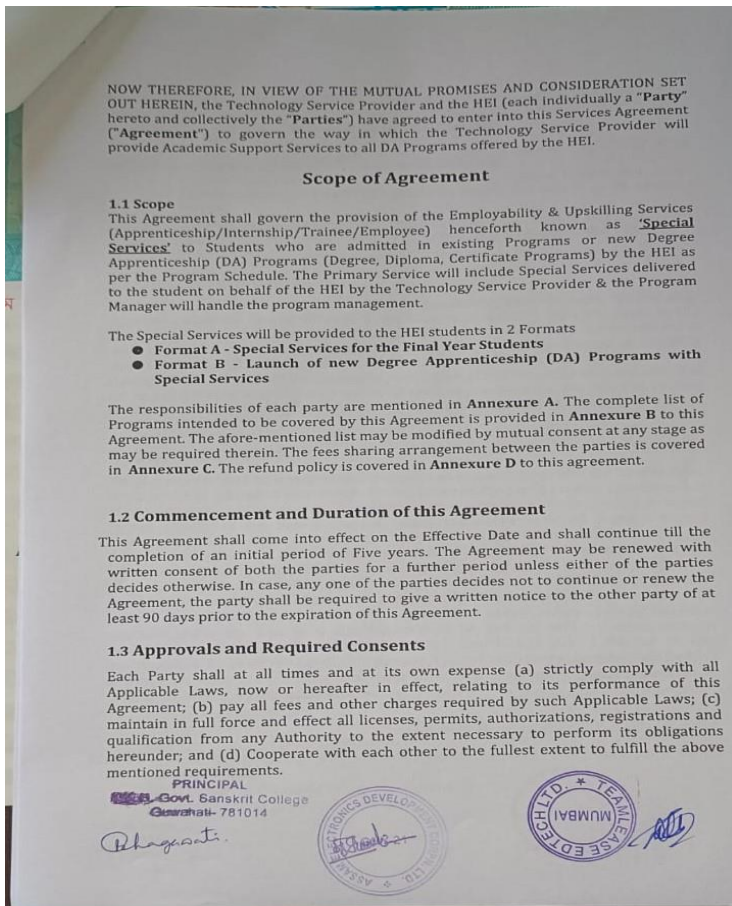 NOW THEREFORE, IN VIEW OF THE MUTUAL PROMISES AND CONSIDERATION SET
OUT HEREIN, the Technology Service Provider and the HEI (each individually a "Party"
hereto and collectively the "Parties") have agreed to enter into this Services Agreement
("Agreement") to govern the way in which the Technology Service Provider will
provide Academic Support Services to all DA Programs offered by the HEI.
Scope of Agreement
1.1 Scope
This Agreement shall govern the provision of the Employability & Upskilling Services
(Apprenticeship/Internship/Trainee/Employee) henceforth known as 'Special
Services' to Students who are admitted in existing Programs or new Degree
Apprenticeship (DA) Programs (Degree, Diploma, Certificate Programs) by the HEI as
per the Program Schedule. The Primary Service will include Special Services delivered
to the student on behalf of the HEI by the Technology Service Provider & the Program
Manager will handle the program management.
The Special Services will be provided to the HEI students in 2 Formats
● Format A - Special Services for the Final Year Students
● Format B - Launch of new Degree Apprenticeship (DA) Programs with
Special Services
The responsibilities of each party are mentioned in Annexure A. The complete list of
Programs intended to be covered by this Agreement is provided in Annexure B to this
Agreement. The afore-mentioned list may be modified by mutual consent at any stage as
may be required therein. The fees sharing arrangement between the parties is covered
in Annexure C. The refund policy is covered in Annexure D to this agreement.
1.2 Commencement and Duration of this Agreement
This Agreement shall come into effect on the Effective Date and shall continue till the
completion of an initial period of Five years. The Agreement may be renewed with
written consent of both the parties for a further period unless either of the parties
decides otherwise. In case, any one of the parties decides not to continue or renew the
Agreement, the party shall be required to give a written notice to the other party of at
least 90 days prior to the expiration of this Agreement.
1.3 Approvals and Required Consents
Each Party shall at all times and at its own expense (a) strictly comply with all
Applicable Laws, now or hereafter in effect, relating to its performance of this
Agreement; (b) pay all fees and other charges required by such Applicable Laws; (c)
maintain in full force and effect all licenses, permits, authorizations, registrations and
qualification from any Authority to the extent necessary to perform its obligations
hereunder; and (d) Cooperate with each other to the fullest extent to fulfill the above
mentioned requirements.
PRINCIPAL
Govt. Sanskrit College
Guwahati- 781014
Bhagawati.
ASSAM ELECTRONICS DEVELOPMENT CORPN. LTD.
TEAMLEASE EDTECH LTD.
MUMBAI